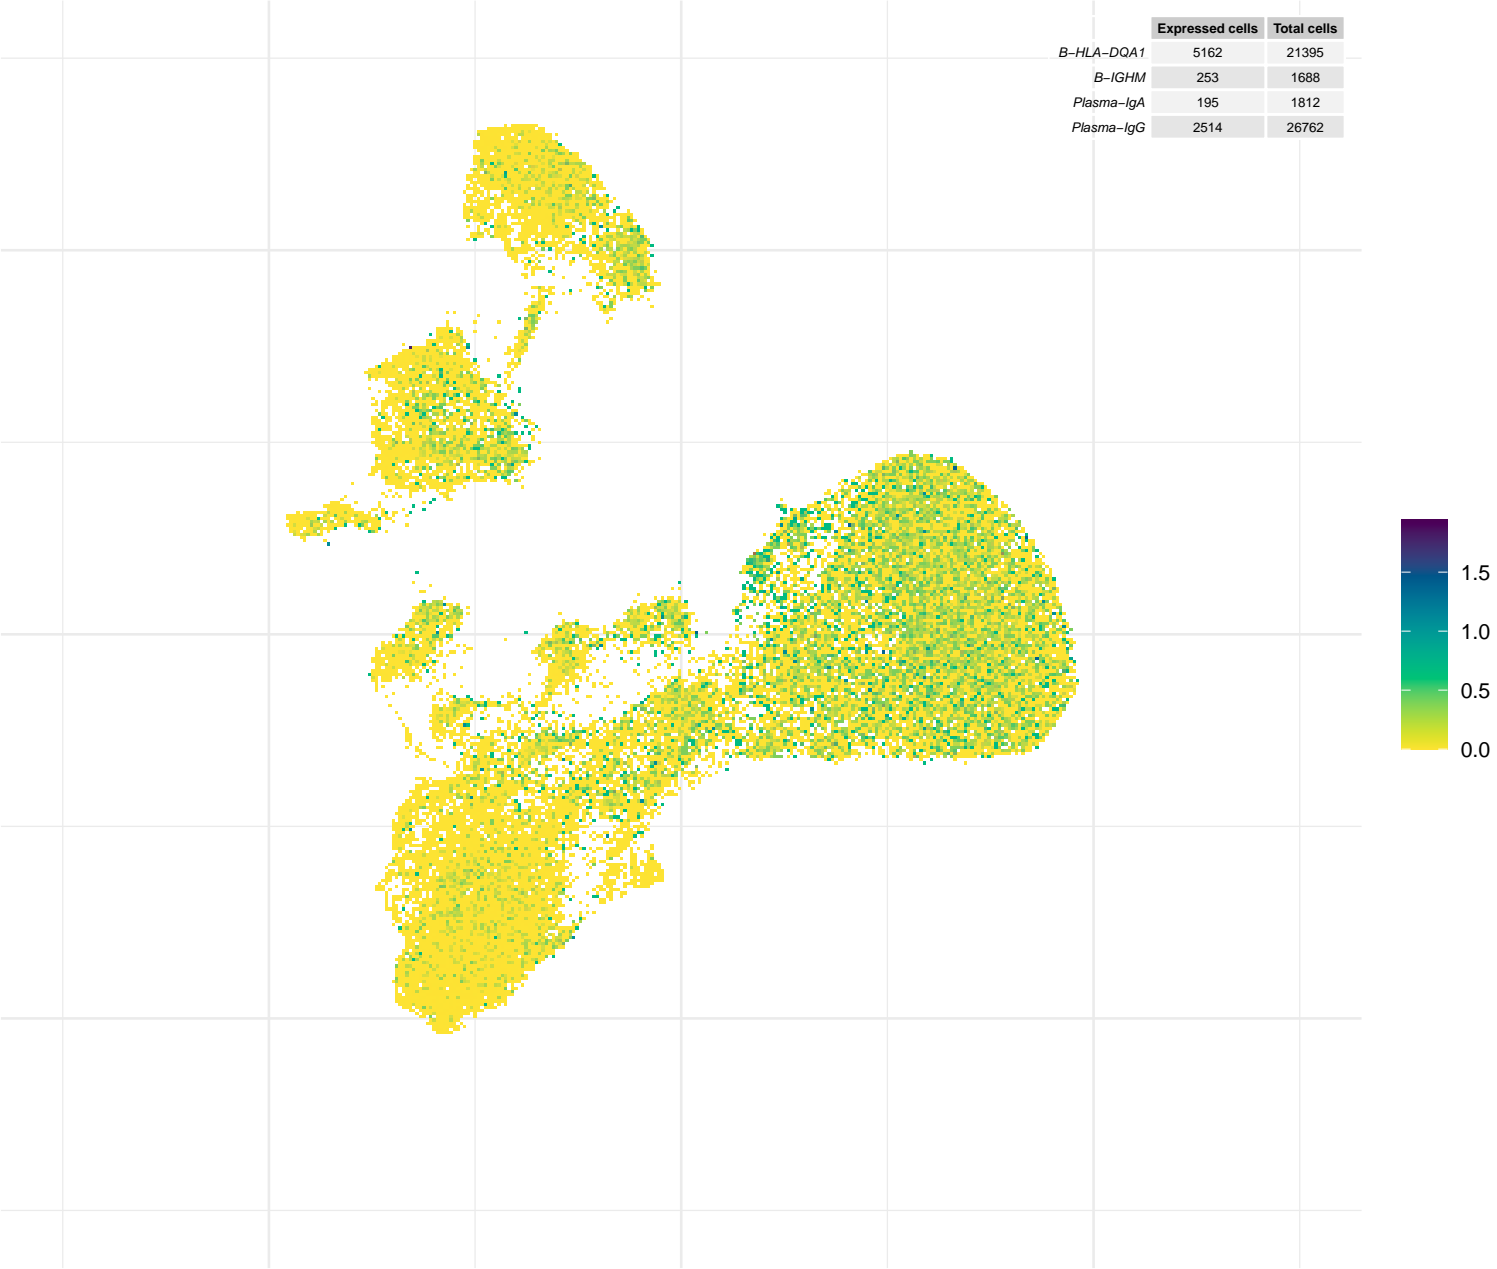 Expressed cells Total cells
B−HLA−DQA1 5162 21395
B−IGHM 253 1688
Plasma−IgA 195 1812
Plasma−IgG 2514 26762
1.5
1.0
0.5
0.0